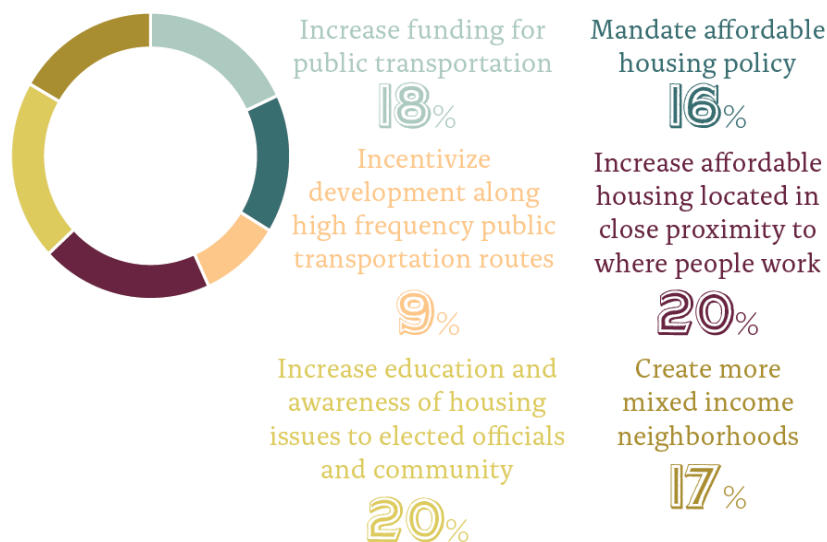 Increase funding for
public transportation
18%
Mandate affordable
housing policy
16%
Incentivize
development along
high frequency public
transportation routes
9%
Increase affordable
housing located in
close proximity to
where people work
20%
Increase education and
awareness of housing
issues to elected officials
and community
20%
Create more
mixed income
neighborhoods
17%